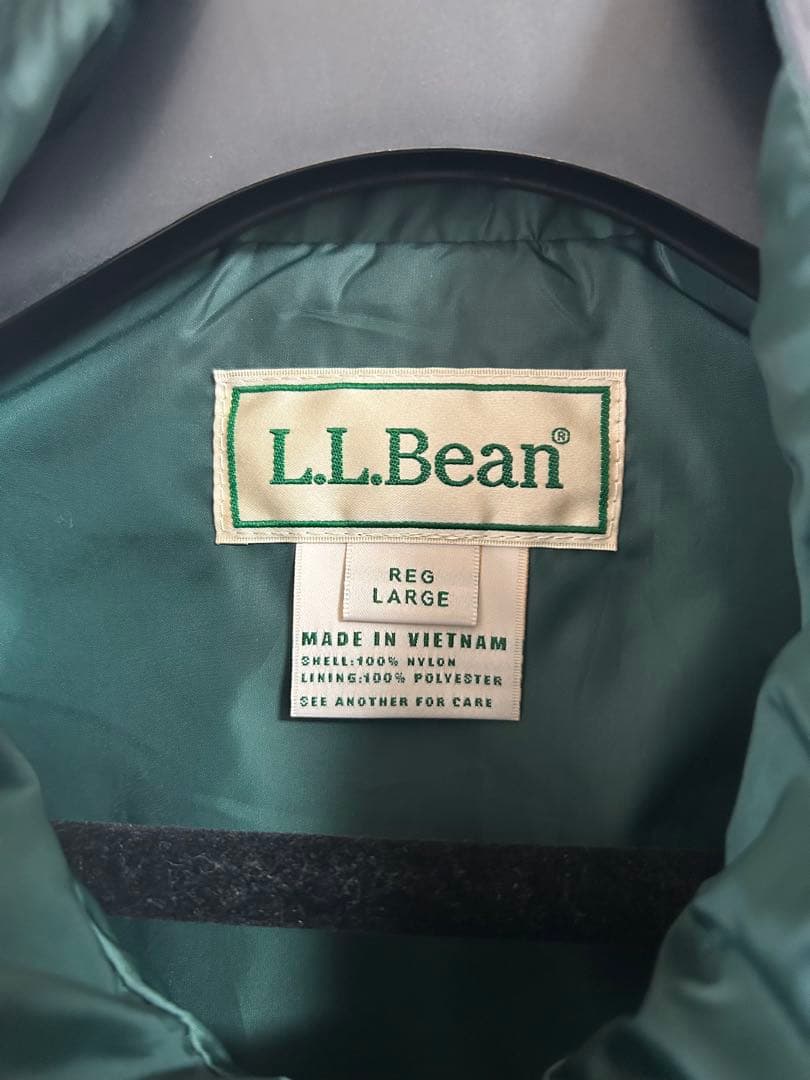 L.L.Bean®
REG
LARGE
MADE IN VIETNAM
SHELL:100% NYLON
LINING:100% POLYESTER
SEE ANOTHER FOR CARE